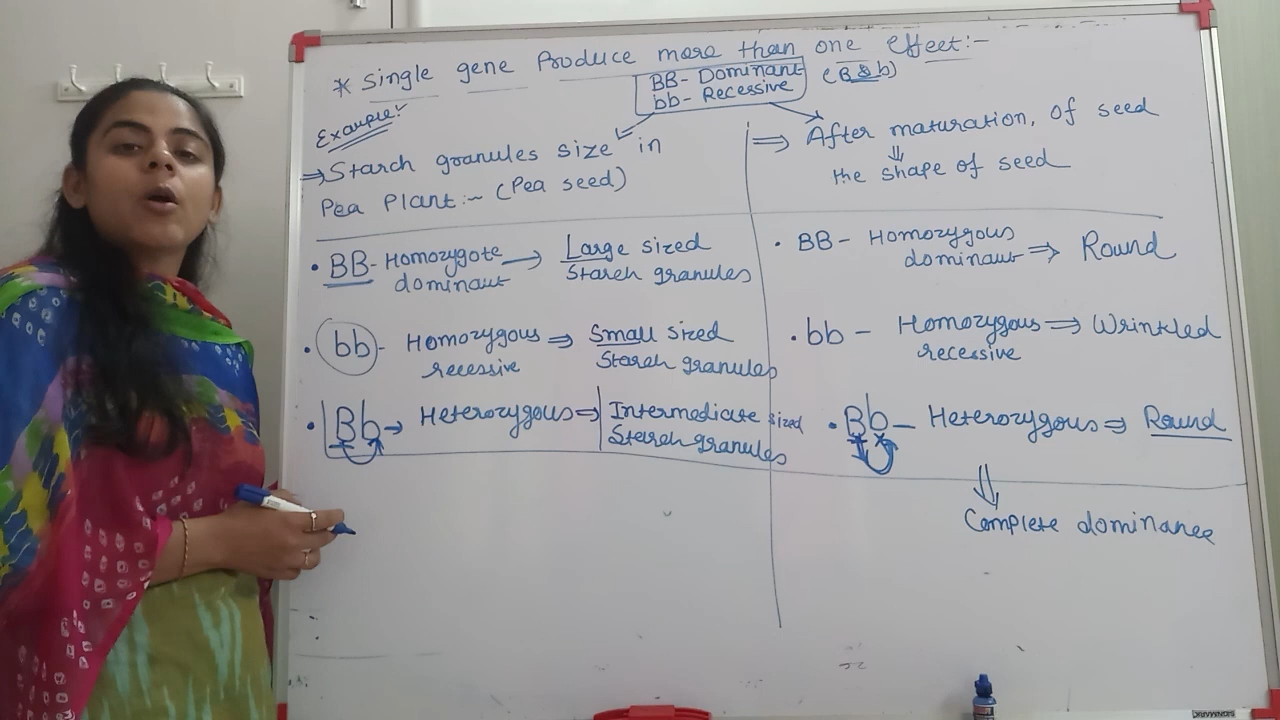 * Single gene Produce more than one effect:-
BB- Dominant (B & b)
bb- Recessive
Example:
⇒ Starch granules size in
Pea Plant:- (Pea seed)
• BB- Homozygote → Large sized
dominant Starch granules
• bb- Homozygous ⇒ Small sized
recessive Starch granules
• Bb → Heterozygous ⇒ Intermediate sized
Starch granules
⇒ After maturation, of seed
⇓
the shape of seed
• BB - Homozygous
dominant ⇒ Round
• bb - Homozygous ⇒ Wrinkled
recessive
• Bb - Heterozygous ⇒ Round
⇓
Complete dominance